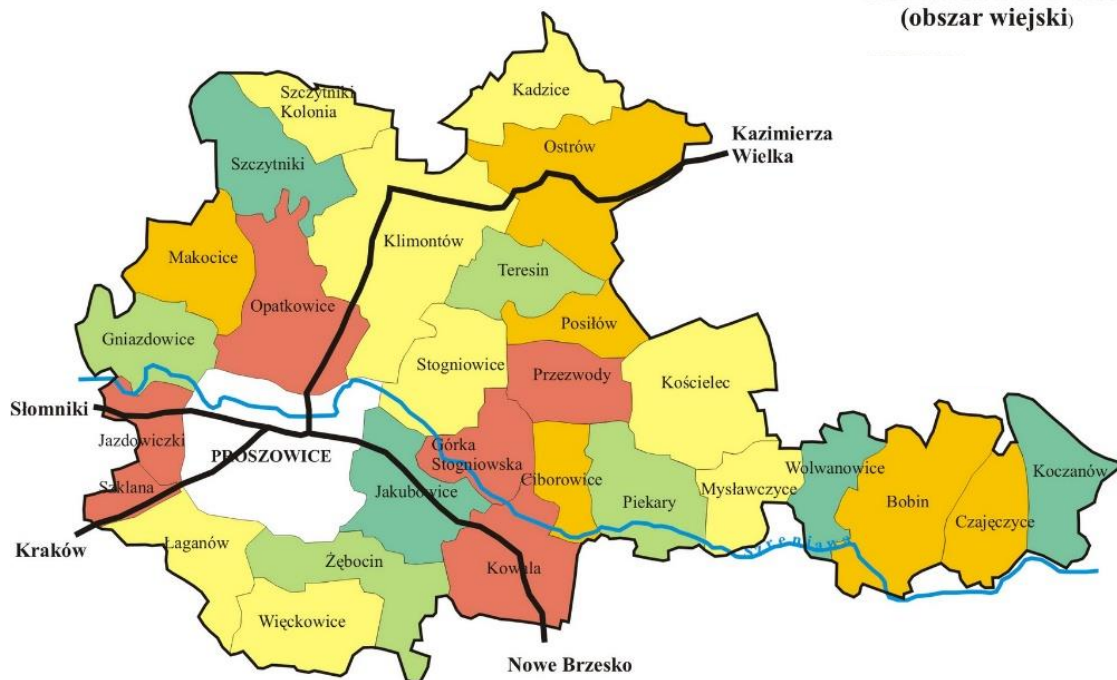 (obszar wiejski)
Szczytniki
Kolonia
Kadzice
Kazimierza
Wielka
Ostrów
Szczytniki
Klimontów
Makocice
Teresin
Opatkowice
Posiłów
Gniazdowice
Stogniowice
Przezwody
Kościelec
Słomniki
Jazdowiczki
PROSZOWICE
Górka
Stogniowska
Wolwanowice
Koczanów
Szklana
Jakubowice
Ciborowice
Piekary
Mysławczyce
Bobin
Czajęczyce
Kraków
Łaganów
Żębocin
Kowala
Szreniawa
Więckowice
Nowe Brzesko